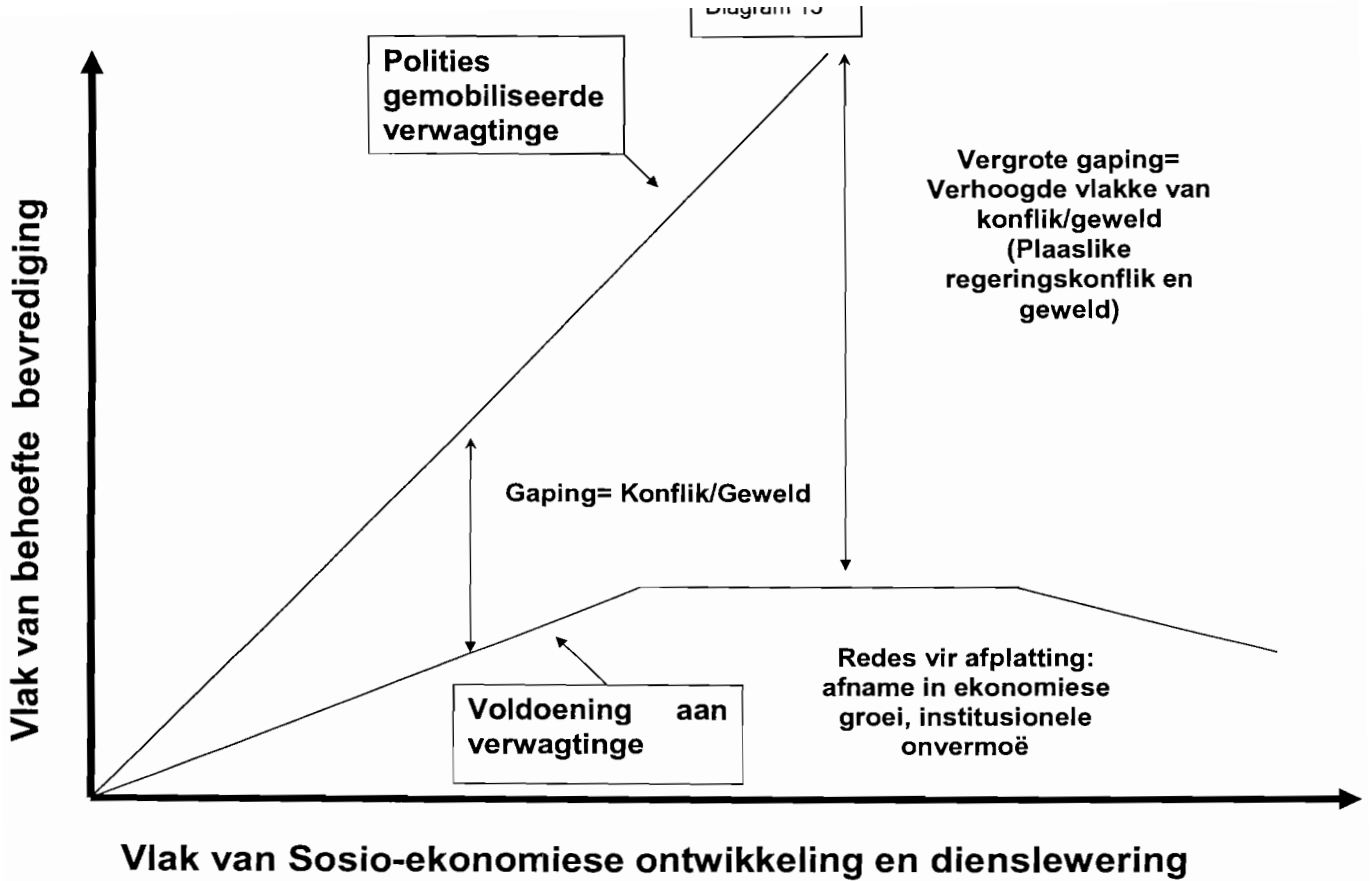 Diagram 15
Polities
gemobiliseerde
verwagtinge
Vergrote gaping=
Verhoogde vlakke van
konflik/geweld
(Plaaslike
regeringskonflik en
geweld)
Vlak van behoefte bevrediging
Gaping= Konflik/Geweld
Voldoening aan
verwagtinge
Redes vir afplatting:
afname in ekonomiese
groei, institusionele
onvermoë
Vlak van Sosio-ekonomiese ontwikkeling en dienslewering